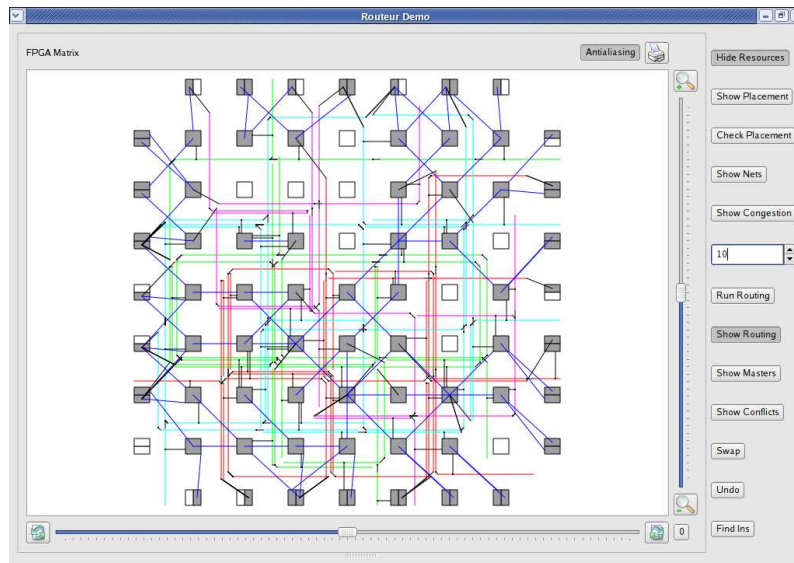 Routeur Demo
FPGA Matrix
Antialiasing
Hide Resources
Show Placement
Check Placement
Show Nets
Show Congestion
10
Run Routing
Show Routing
Show Masters
Show Conflicts
Swap
Undo
Find Ins
0